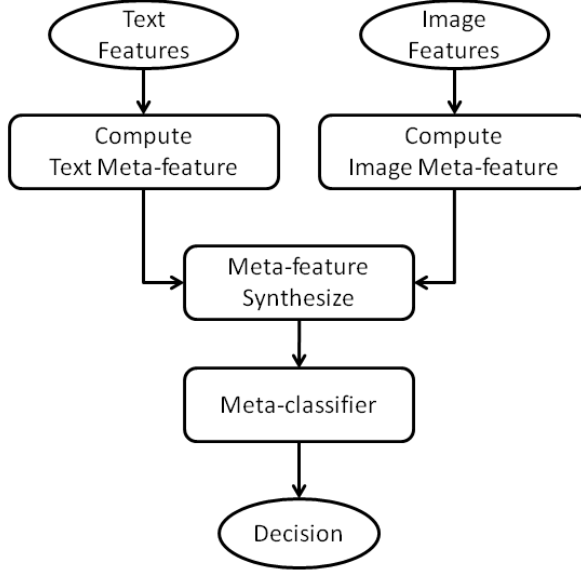 Text
Features
Image
Features
Compute
Text Meta-feature
Compute
Image Meta-feature
Meta-feature
Synthesize
Meta-classifier
Decision